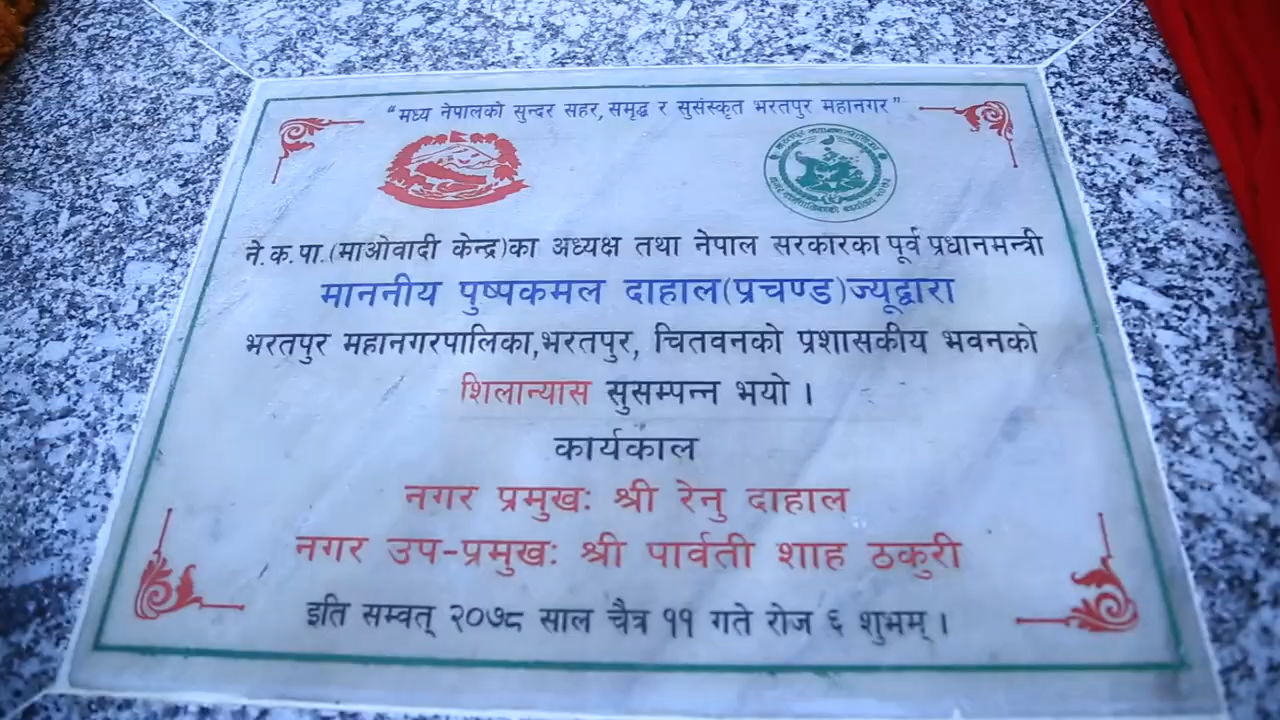 “मध्य नेपालको सुन्दर सहर, समृद्ध र सुसंस्कृत भरतपुर महानगर”
ने.क.पा.(माओवादी केन्द्र)का अध्यक्ष तथा नेपाल सरकारका पूर्व प्रधानमन्त्री
माननीय पुष्पकमल दाहाल(प्रचण्ड)ज्यूद्वारा
भरतपुर महानगरपालिका,भरतपुर, चितवनको प्रशासकीय भवनको
शिलान्यास सुसम्पन्न भयो ।
कार्यकाल
नगर प्रमुखः श्री रेनु दाहाल
नगर उप-प्रमुखः श्री पार्वती शाह ठकुरी
इति सम्वत् २०७८ साल चैत्र ११ गते रोज ६ शुभम् ।